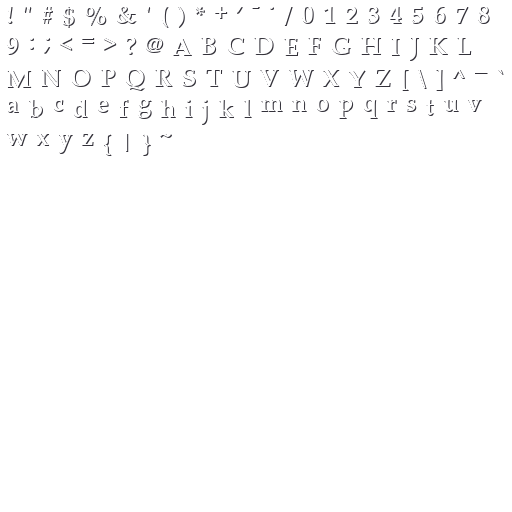 ! " # $ % & ' ( ) * + , - . / 0 1 2 3 4 5 6 7 8
9 : ; < = > ? @ A B C D E F G H I J K L
M N O P Q R S T U V W X Y Z [ \ ] ^ _ `
a b c d e f g h i j k l m n o p q r s t u v
w x y z { | } ~